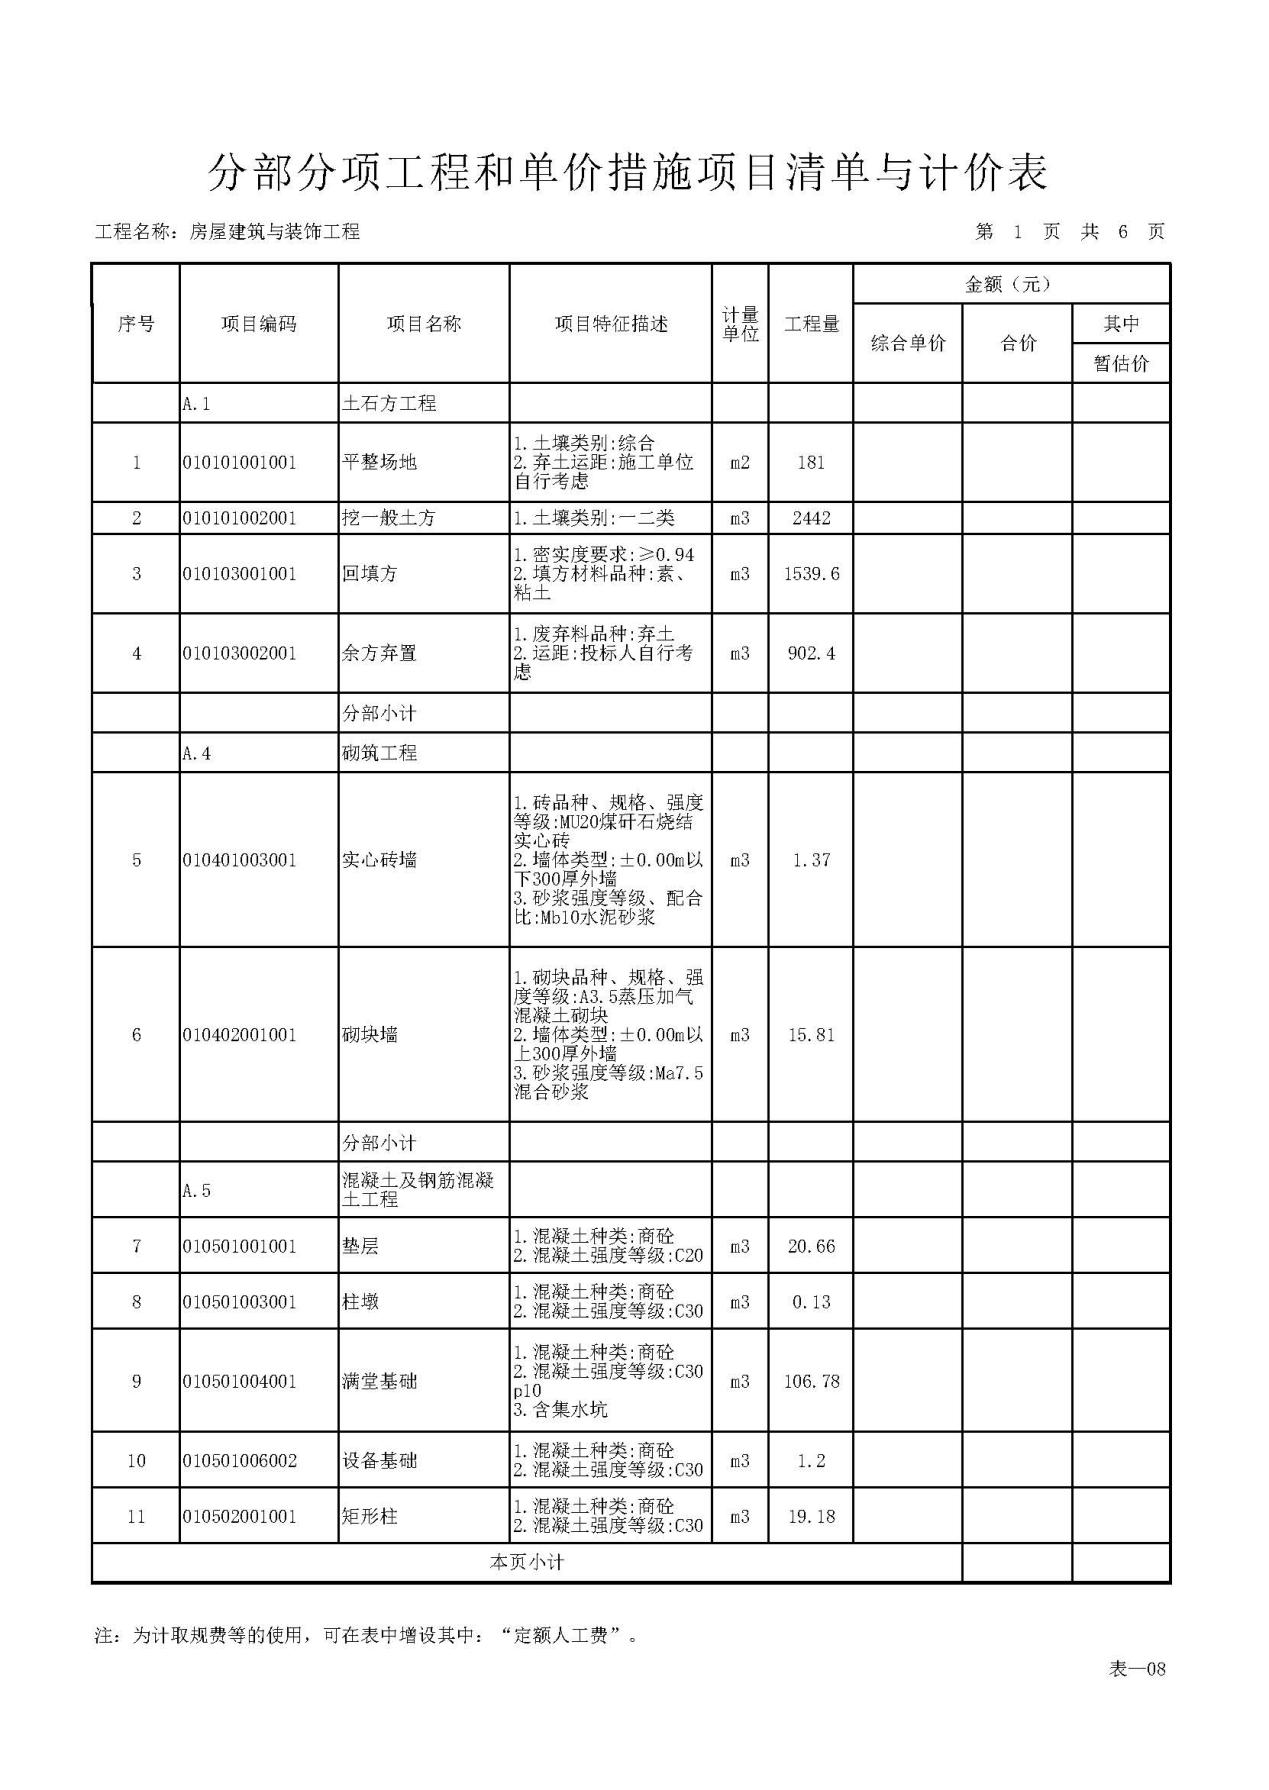 分部分项工程和单价措施项目清单与计价表
工程名称：房屋建筑与装饰工程 第 1 页 共 6 页
序号 项目编码 项目名称 项目特征描述 计量单位 工程量 金额（元）
综合单价 合价 其中
暂估价
A.1 土石方工程
1 010101001001 平整场地 1.土壤类别:综合
2.弃土运距:施工单位
自行考虑 m2 181
2 010101002001 挖一般土方 1.土壤类别:一二类 m3 2442
3 010103001001 回填方 1.密实度要求:≥0.94
2.填方材料品种:素、
粘土 m3 1539.6
4 010103002001 余方弃置 1.废弃料品种:弃土
2.运距:投标人自行考
虑 m3 902.4
分部小计
A.4 砌筑工程
5 010401003001 实心砖墙 1.砖品种、规格、强度
等级:MU20煤矸石烧结
实心砖
2.墙体类型:±0.00m以
下300厚外墙
3.砂浆强度等级、配合
比:Mb10水泥砂浆 m3 1.37
6 010402001001 砌块墙 1.砌块品种、规格、强
度等级:A3.5蒸压加气
混凝土砌块
2.墙体类型:±0.00m以
上300厚外墙
3.砂浆强度等级:Ma7.5
混合砂浆 m3 15.81
分部小计
A.5 混凝土及钢筋混凝
土工程
7 010501001001 垫层 1.混凝土种类:商砼
2.混凝土强度等级:C20 m3 20.66
8 010501003001 柱墩 1.混凝土种类:商砼
2.混凝土强度等级:C30 m3 0.13
9 010501004001 满堂基础 1.混凝土种类:商砼
2.混凝土强度等级:C30
p10
3.含集水坑 m3 106.78
10 010501006002 设备基础 1.混凝土种类:商砼
2.混凝土强度等级:C30 m3 1.2
11 010502001001 矩形柱 1.混凝土种类:商砼
2.混凝土强度等级:C30 m3 19.18
本页小计
注：为计取规费等的使用，可在表中增设其中：“定额人工费”。
表—08